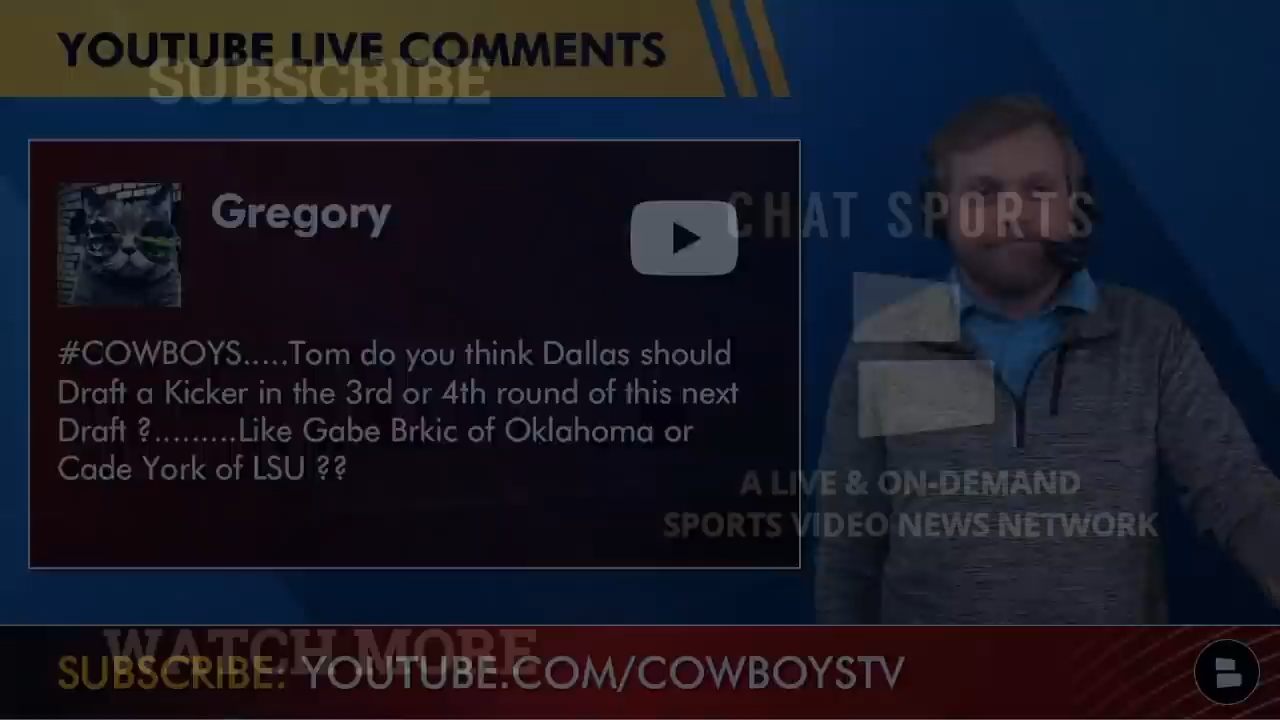 YOUTUBE LIVE COMMENTS
SUBSCRIBE
Gregory
CHAT SPORTS
#COWBOYS.....Tom do you think Dallas should
Draft a Kicker in the 3rd or 4th round of this next
Draft ?.........Like Gabe Brkic of Oklahoma or
Cade York of LSU ??
A LIVE & ON-DEMAND
SPORTS VIDEO NEWS NETWORK
WATCH MORE
SUBSCRIBE: YOUTUBE.COM/COWBOYSTV